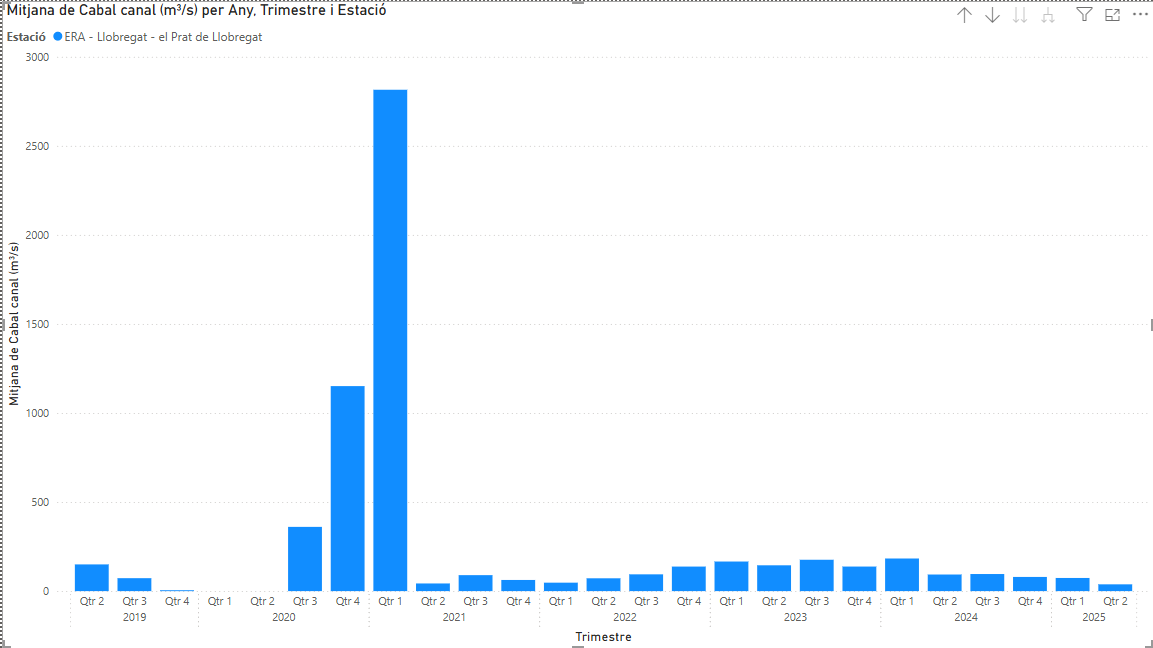 Mitjana de Cabal canal (m³/s) per Any, Trimestre i Estació
Estació ERA - Llobregat - el Prat de Llobregat
3000
2500
2000
1500
1000
500
0
Mitjana de Cabal canal (m³/s)
Qtr 2 Qtr 3 Qtr 4 Qtr 1 Qtr 2 Qtr 3 Qtr 4 Qtr 1 Qtr 2 Qtr 3 Qtr 4 Qtr 1 Qtr 2 Qtr 3 Qtr 4 Qtr 1 Qtr 2 Qtr 3 Qtr 4 Qtr 1 Qtr 2 Qtr 3 Qtr 4 Qtr 1 Qtr 2
2019 2020 2021 2022 2023 2024 2025
Trimestre